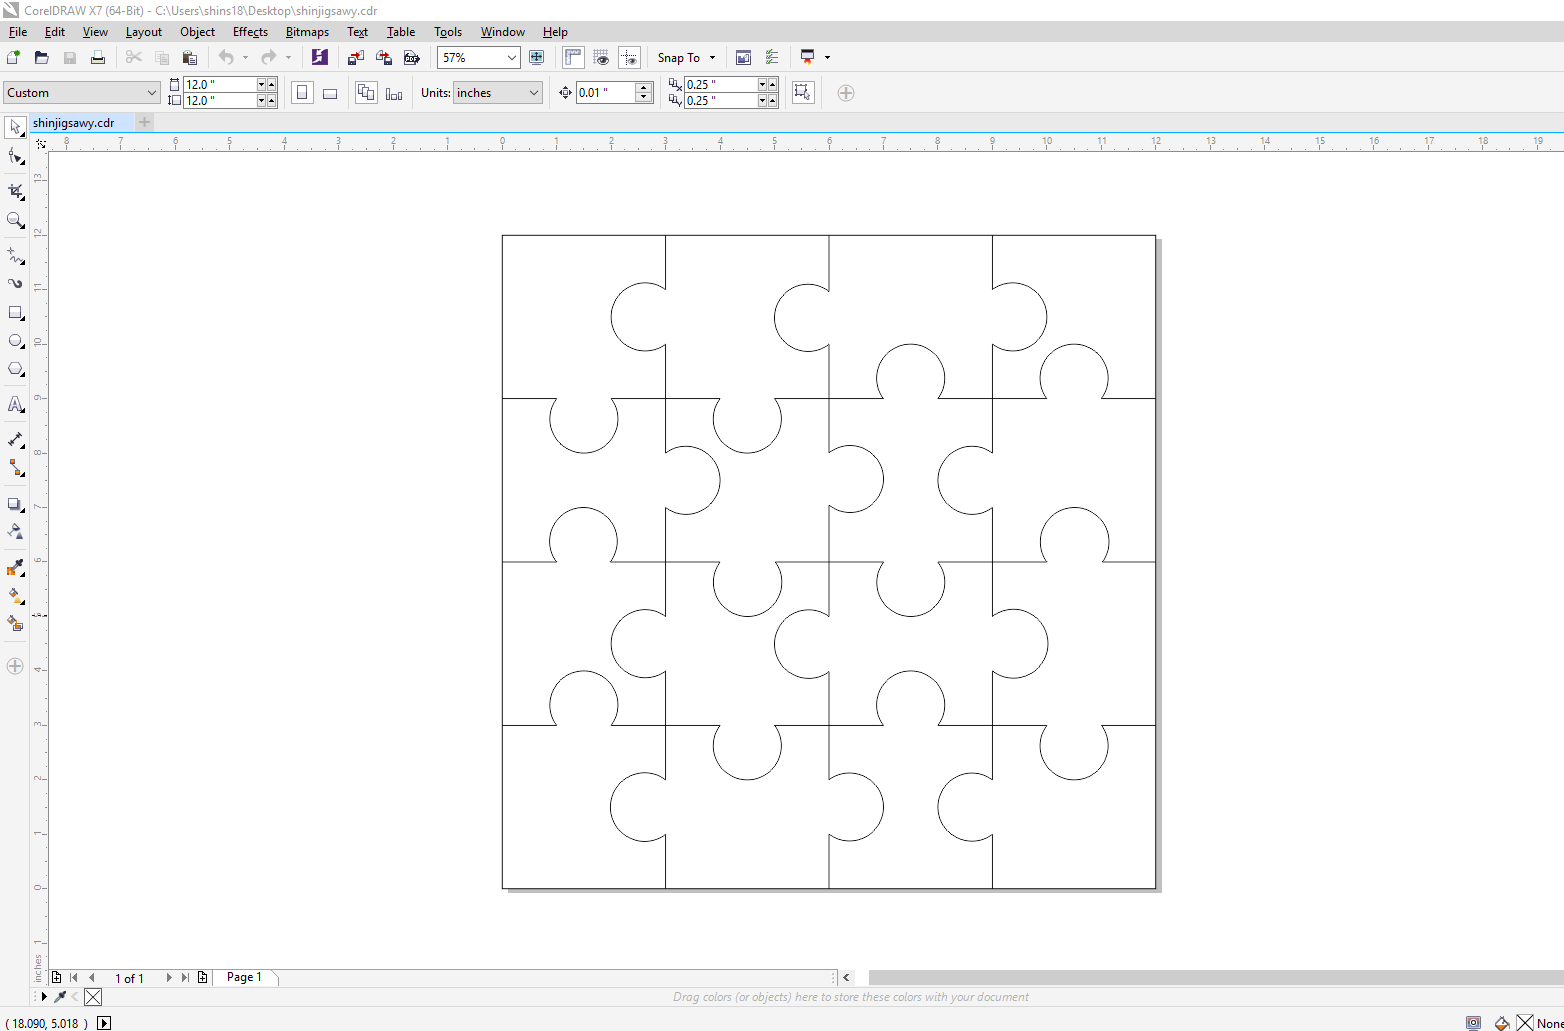 CorelDRAW X7 (64-Bit) - C:\Users\shins18\Desktop\shinjigsawy.cdr
File Edit View Layout Object Effects Bitmaps Text Table Tools Window Help
57% Snap To
Custom 12.0 " Units: inches 0.01 " 0.25 "
12.0 " 0.25 "
shinjigsawy.cdr
8 7 6 5 4 3 2 1 0 1 2 3 4 5 6 7 8 9 10 11 12 13 14 15 16 17 18 19
13
12
11
10
9
8
7
6
5
4
3
2
1
0
1
inches
1 of 1 Page 1
Drag colors (or objects) here to store these colors with your document
( 18.090, 5.018 ) None